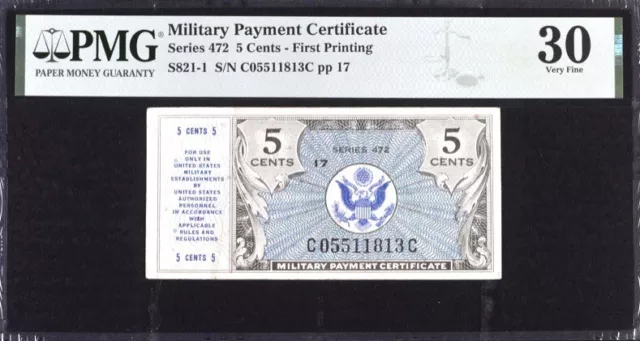 PMG
PAPER MONEY GUARANTY
Military Payment Certificate
Series 472 5 Cents - First Printing
S821-1 S/N C05511813C pp 17
30
Very Fine
5 CENTS 5
FOR USE
ONLY IN
UNITED STATES
MILITARY
ESTABLISHMENTS
BY
UNITED STATES
AUTHORIZED
PERSONNEL
IN ACCORDANCE
WITH
APPLICABLE
RULES AND
REGULATIONS
5 CENTS 5
5
CENTS
SERIES 472
17
5
CENTS
C05511813C
MILITARY PAYMENT CERTIFICATE